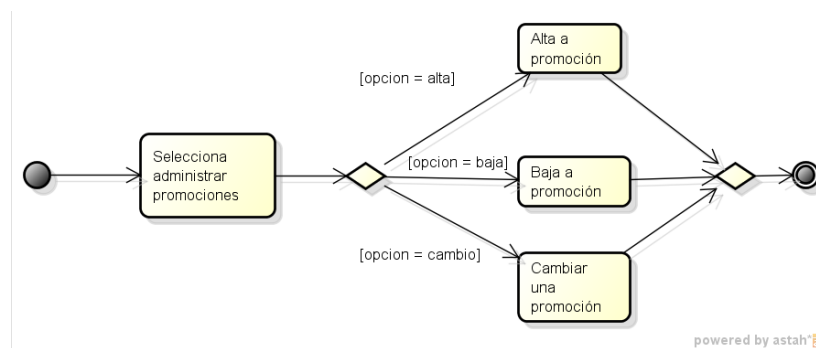 Alta a
promoción
[opcion = alta]
Selecciona
administrar
promociones
[opcion = baja]
Baja a
promoción
[opcion = cambio]
Cambiar
una
promoción
powered by astah*